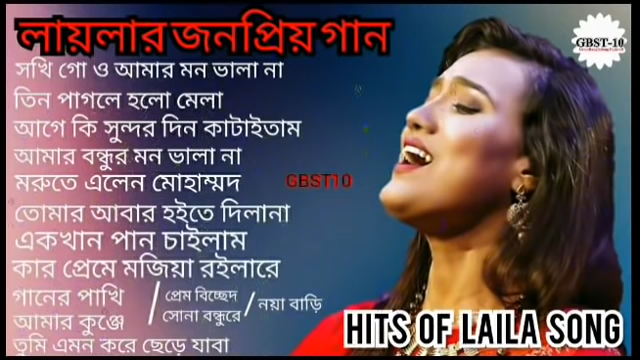 লায়লার জনপ্রিয় গান
GBST-10
সখি গো ও আমার মন ভালা না
তিন পাগলে হলো মেলা
আগে কি সুন্দর দিন কাটাইতাম
আমার বন্ধুর মন ভালা না
মরুতে এলেন মোহাম্মদ
GBST10
তোমার আবার হইতে দিলানা
একখান পান চাইলাম
কার প্রেমে মজিয়া রইলারে
গানের পাখি / প্রেম বিচ্ছেদ / নয়া বাড়ি
আমার কুঞ্জে / সোনা বন্ধুরে
তুমি এমন করে ছেড়ে যাবা
HITS OF LAILA SONG